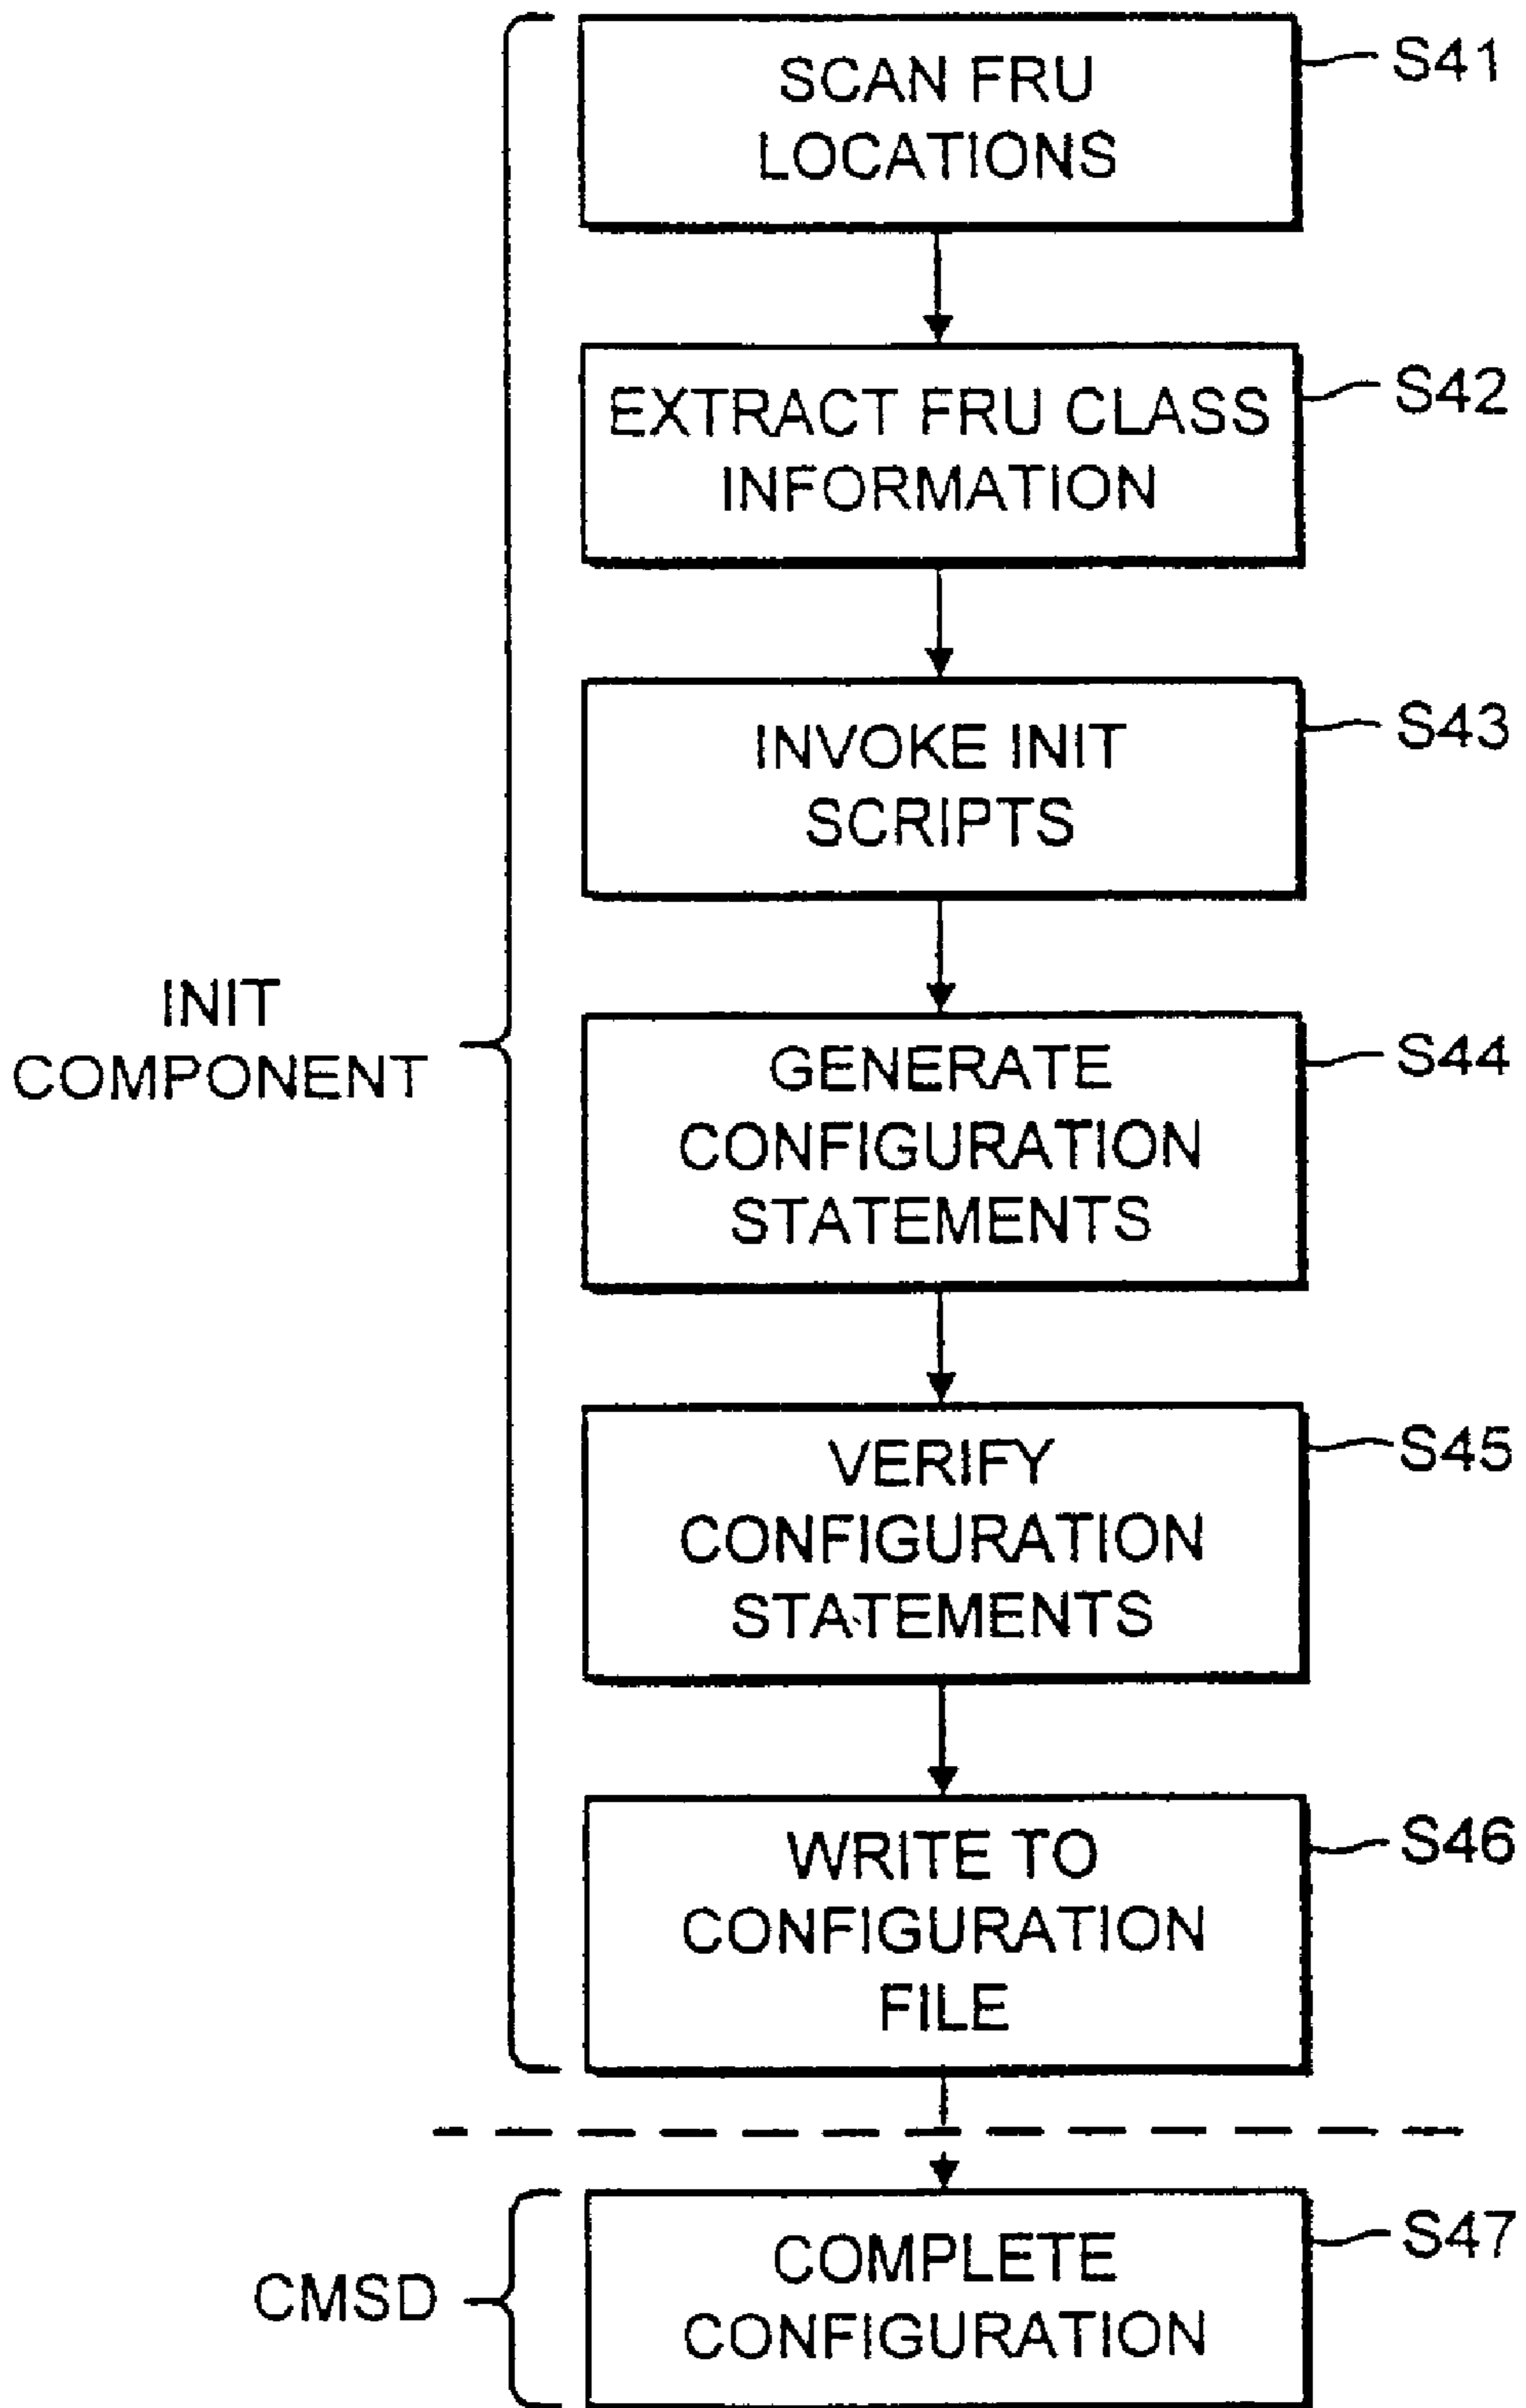 SCAN FRU
LOCATIONS
S41
EXTRACT FRU CLASS
INFORMATION
S42
INVOKE INIT
SCRIPTS
S43
INIT
COMPONENT
GENERATE
CONFIGURATION
STATEMENTS
S44
VERIFY
CONFIGURATION
STATEMENTS
S45
WRITE TO
CONFIGURATION
FILE
S46
CMSD
COMPLETE
CONFIGURATION
S47